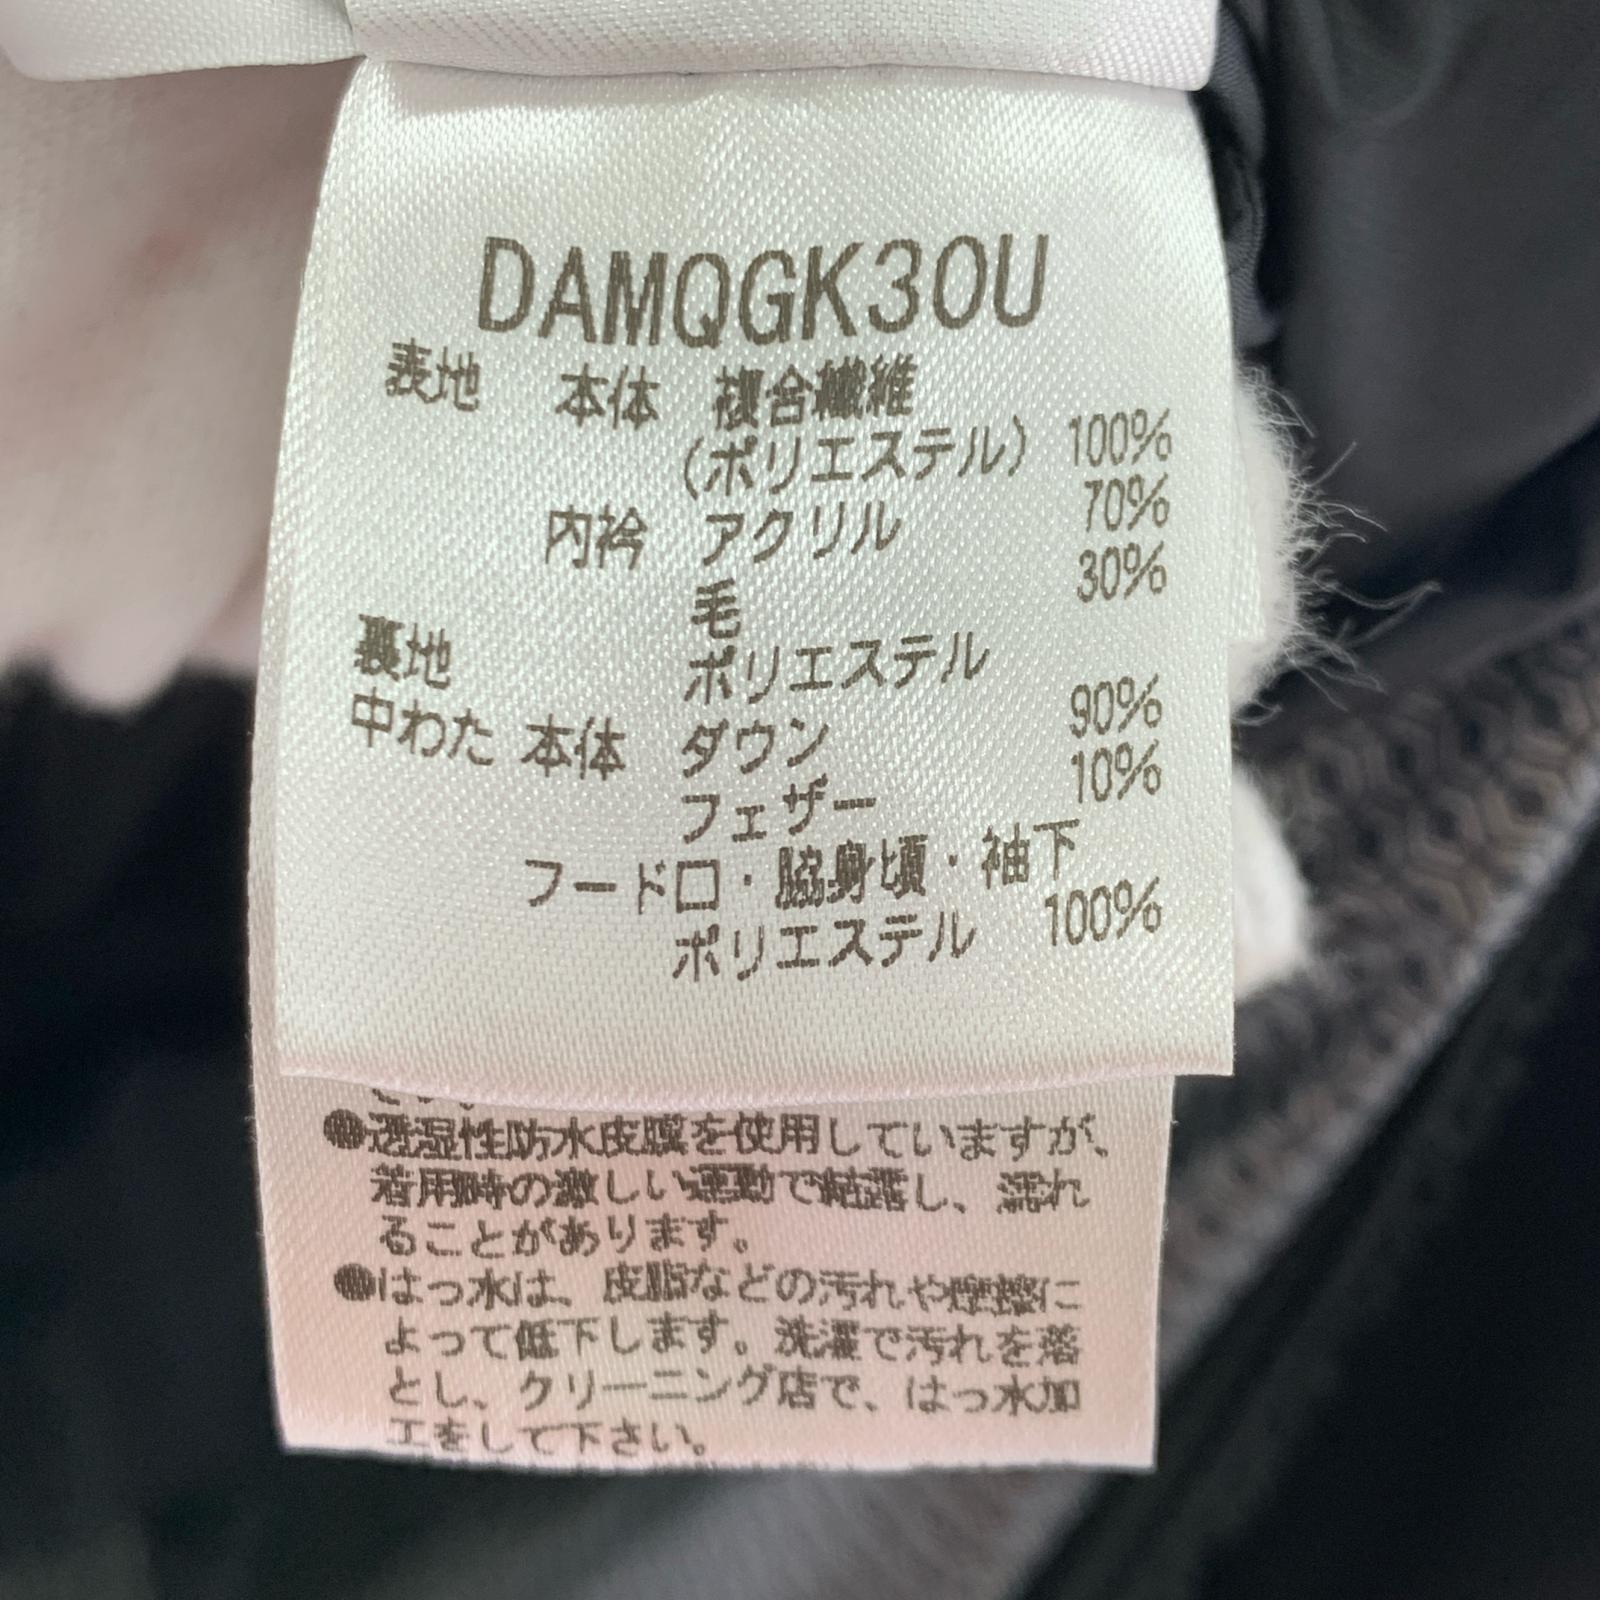 DAMQGK30U
表地 本体 複合繊維
(ポリエステル) 100%
内衿 アクリル 70%
毛 30%
裏地 ポリエステル
中わた 本体 ダウン 90%
フェザー 10%
フード口・脇身頃・袖下
ポリエステル 100%
●透湿性防水皮膜を使用していますが、
着用時の激しい運動で結露し、濡れ
ることがあります。
●はっ水は、皮脂などの汚れや摩擦に
よって低下します。洗濯で汚れを落
とし、クリーニング店で、はっ水加
工をして下さい。